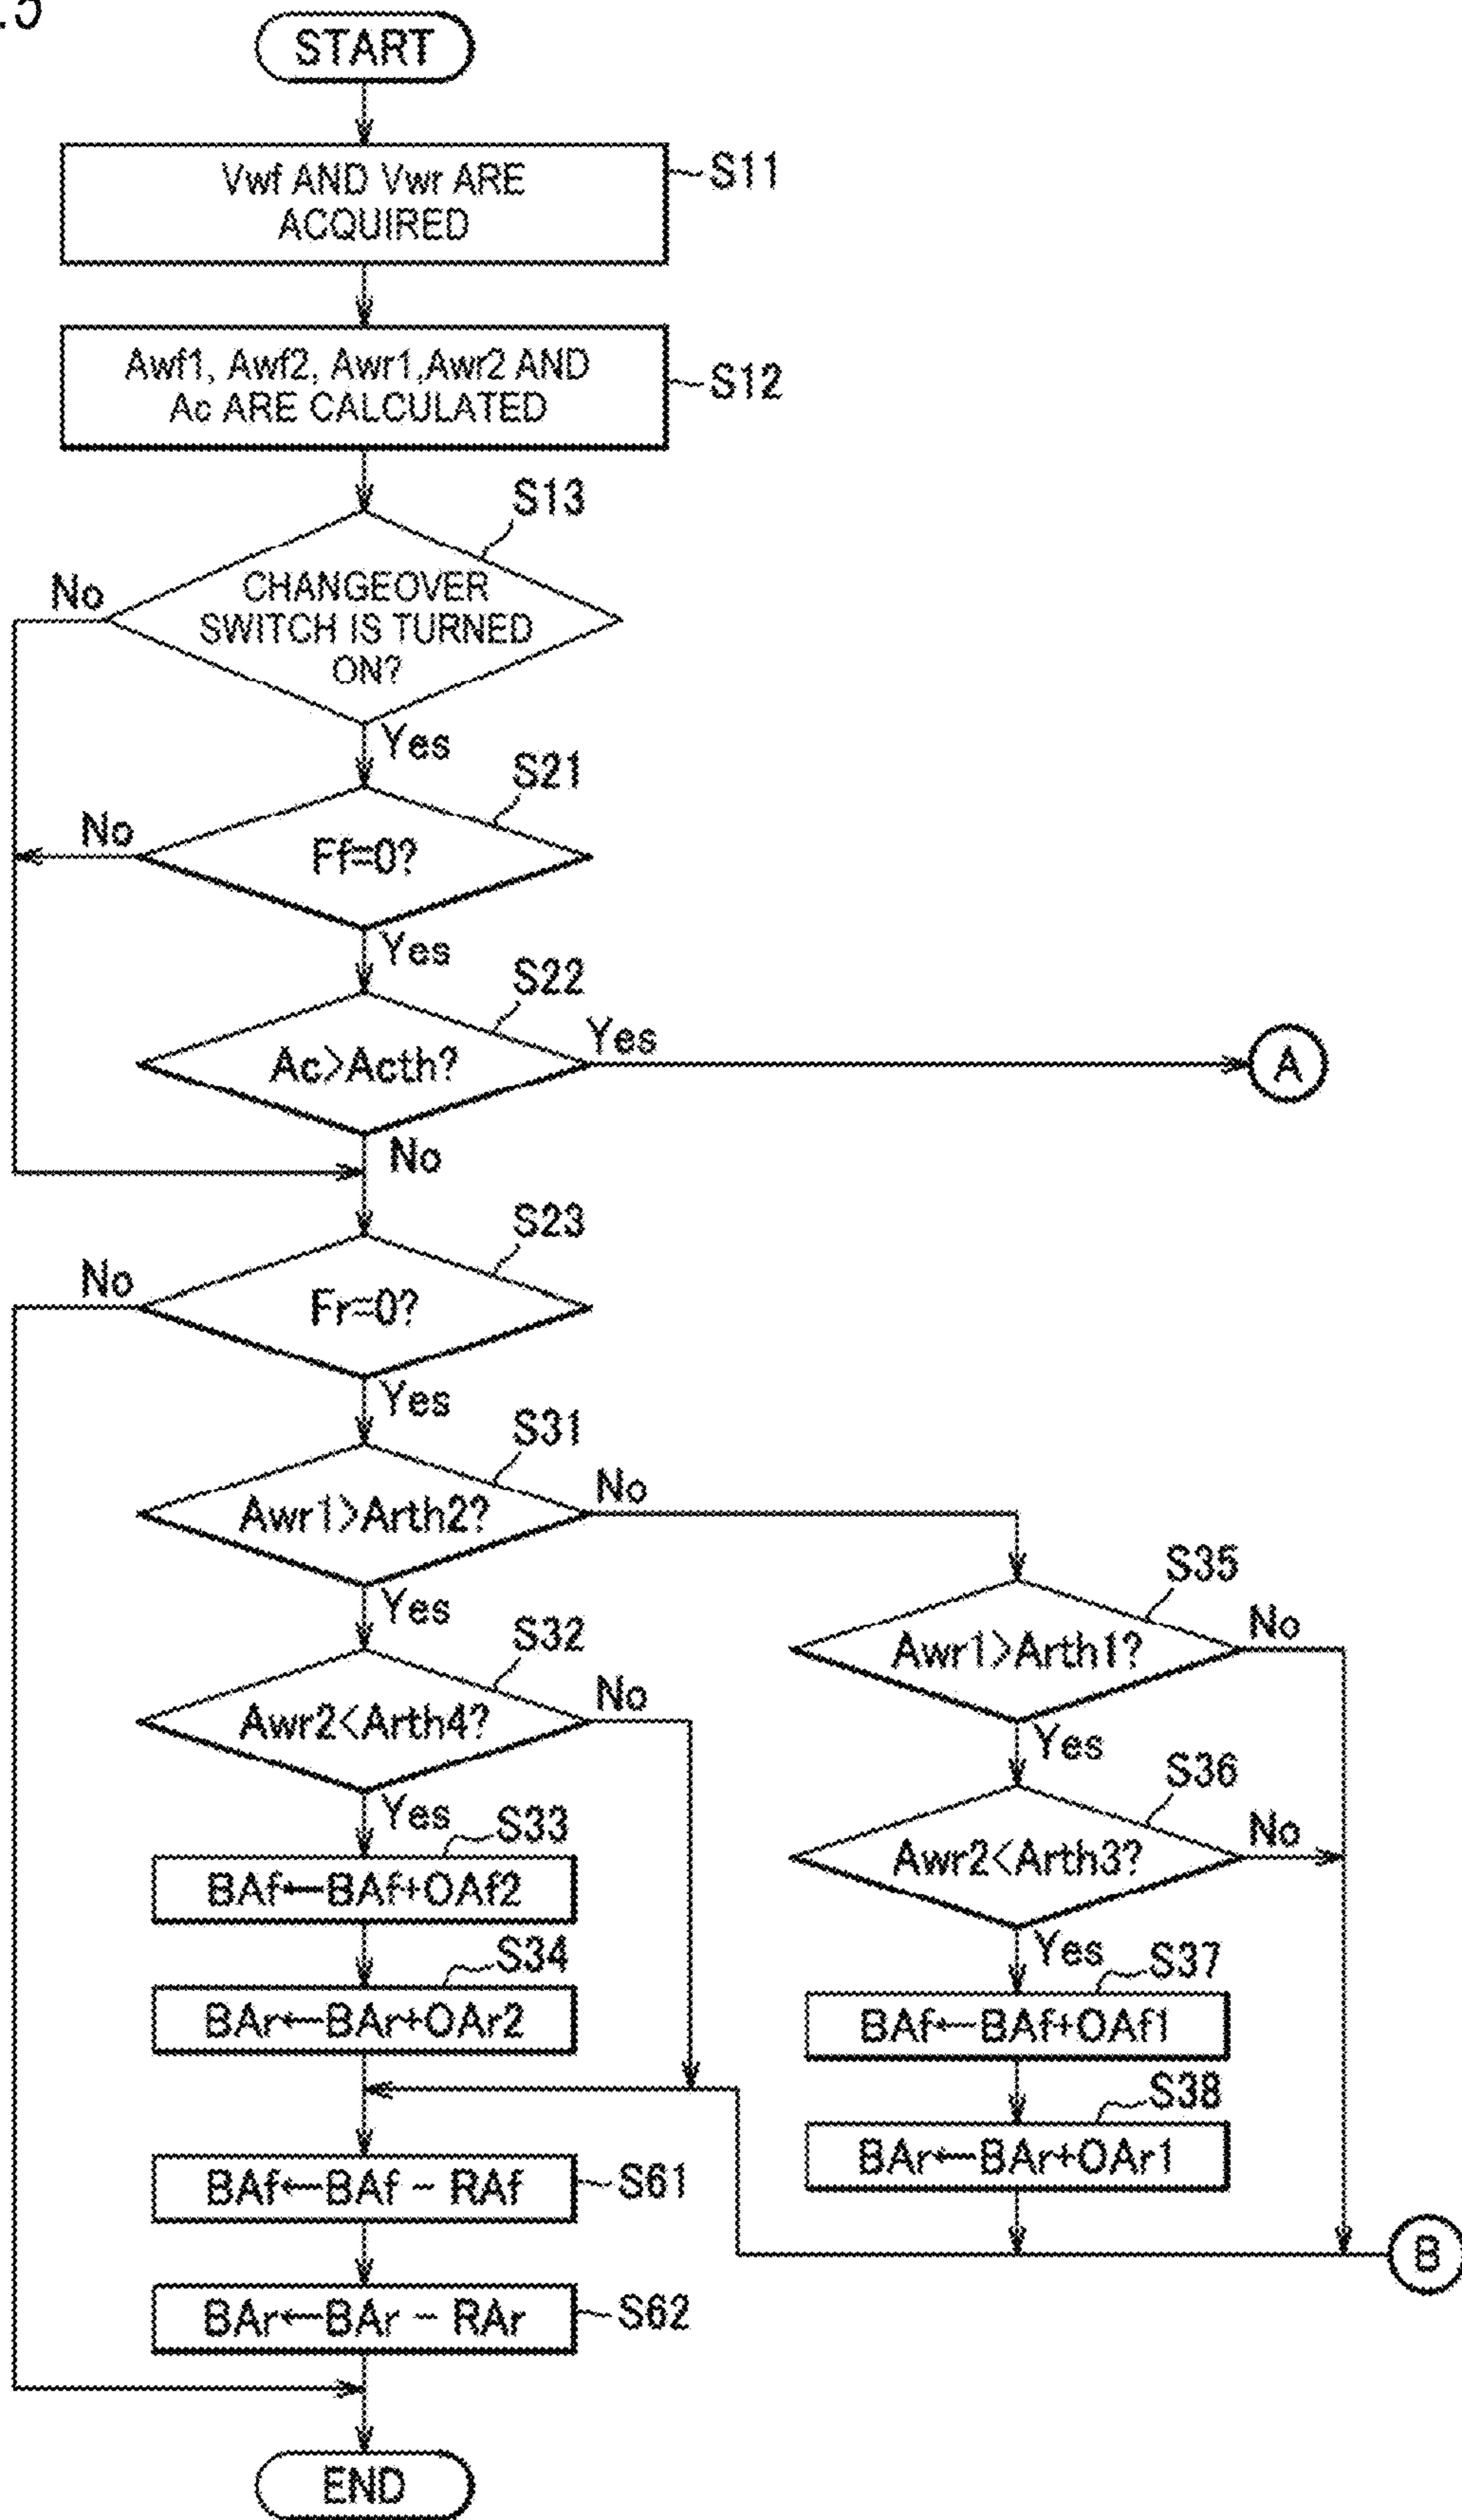 .5
START
Vwf AND Vwr ARE
ACQUIRED
S11
Awf1, Awf2, Awr1,Awr2 AND
Ac ARE CALCULATED
S12
S13
No
CHANGEOVER
SWITCH IS TURNED
ON?
Yes
S21
No
Ff=0?
Yes
S22
Ac>Acth?
Yes
A
No
S23
No
Fr=0?
Yes
S31
Awr1>Arth2?
No
Yes
S35
Awr1>Arth1?
No
S32
Awr2<Arth4?
No
Yes
S36
Awr2<Arth3?
No
Yes
S33
BAf←BAf+OAf2
Yes
S37
S34
BAr←BAr+OAr2
BAf←BAf+OAf1
S38
BAr←BAr+OAr1
BAf←BAf - RAf
S61
B
BAr←BAr - RAr
S62
END